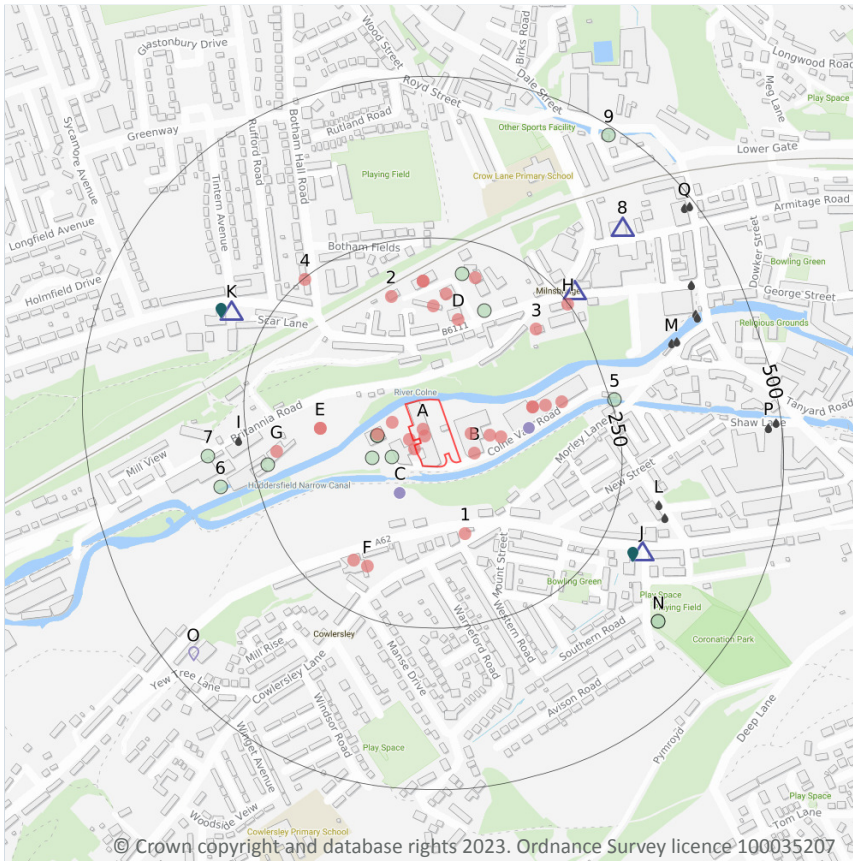 Glastonbury Drive
Wood Street
Birks Road
Dale Street
Longwood Road
Meg Lane
Play Space
Royd Street
Greenway
Rutland Road
Sycamore Avenue
Rufford Road
Botham Hall Road
Tintern Avenue
Other Sports Facility
9
Lower Gate
Playing Field
Crow Lane Primary School
Q
Armitage Road
Longfield Avenue
8
Dowker Street
Botham Fields
Bowling Green
4
Holmfield Drive
K
2
D
H
Milnsbridge
George Street
Scar Lane
B6111
3
M
Religious Grounds
River Colne
5
500
Tanyard Road
Britannia Road
E
A
I
G
B
Colne Vale Road
250
P
Shaw Lane
7
Mill View
Morley Lane
6
Huddersfield Narrow Canal
C
New Street
L
1
A62
F
Mount Street
J
Bowling Green
Play Space
Playing Field
N
Cowlersley
Warneford Road
Western Road
Coronation Park
O
Mill Rise
Southern Road
Yew Tree Lane
Cowlersley Lane
Manse Drive
Avison Road
Windsor Road
Deep Lane
Winget Avenue
Play Space
Pymroyd
Woodside View
Play Space
Cowlersley Primary School
Tom Lane
© Crown copyright and database rights 2023. Ordnance Survey licence 100035207